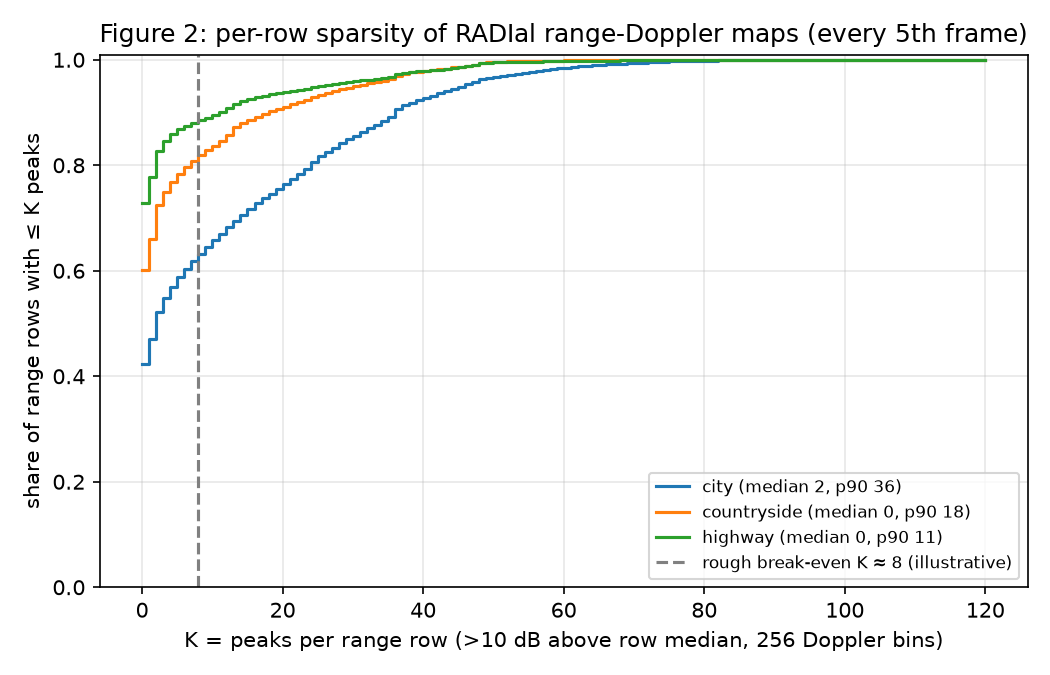 Figure 2: per-row sparsity of RADIal range-Doppler maps (every 5th frame)
share of range rows with ≤ K peaks
1.0
0.8
0.6
0.4
0.2
0.0
city (median 2, p90 36)
countryside (median 0, p90 18)
highway (median 0, p90 11)
rough break-even K ≈ 8 (illustrative)
0 20 40 60 80 100 120
K = peaks per range row (>10 dB above row median, 256 Doppler bins)